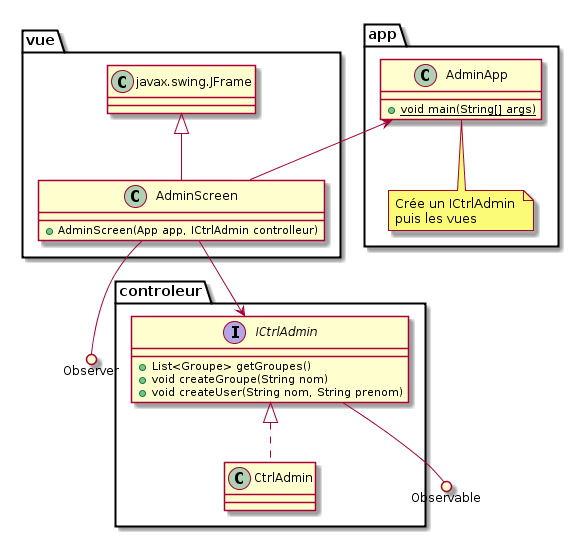 vue
app
C javax.swing.JFrame
C AdminApp
void main(String[] args)
Crée un ICtrlAdmin
puis les vues
C AdminScreen
AdminScreen(App app, ICtrlAdmin controlleur)
Observer
controleur
I ICtrlAdmin
List<Groupe> getGroupes()
void createGroupe(String nom)
void createUser(String nom, String prenom)
C CtrlAdmin
Observable